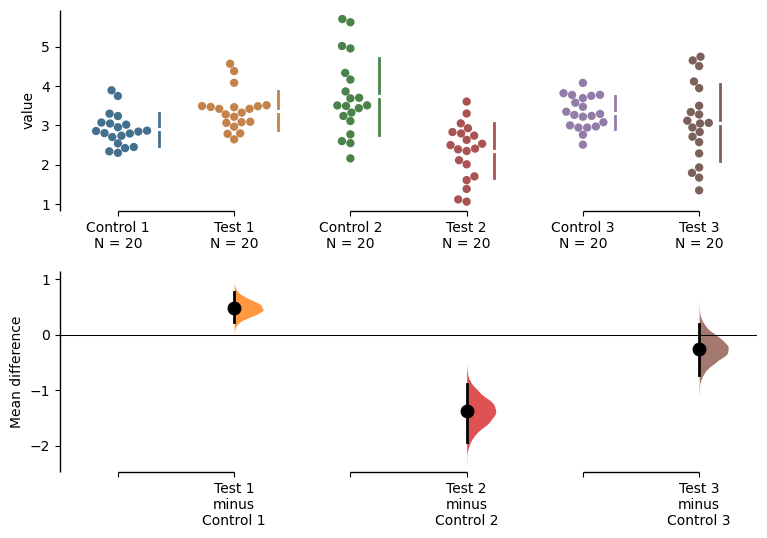 5
4
3
2
1
value
Control 1
N = 20
Test 1
N = 20
Control 2
N = 20
Test 2
N = 20
Control 3
N = 20
Test 3
N = 20
1
0
−1
−2
Mean difference
Test 1
minus
Control 1
Test 2
minus
Control 2
Test 3
minus
Control 3